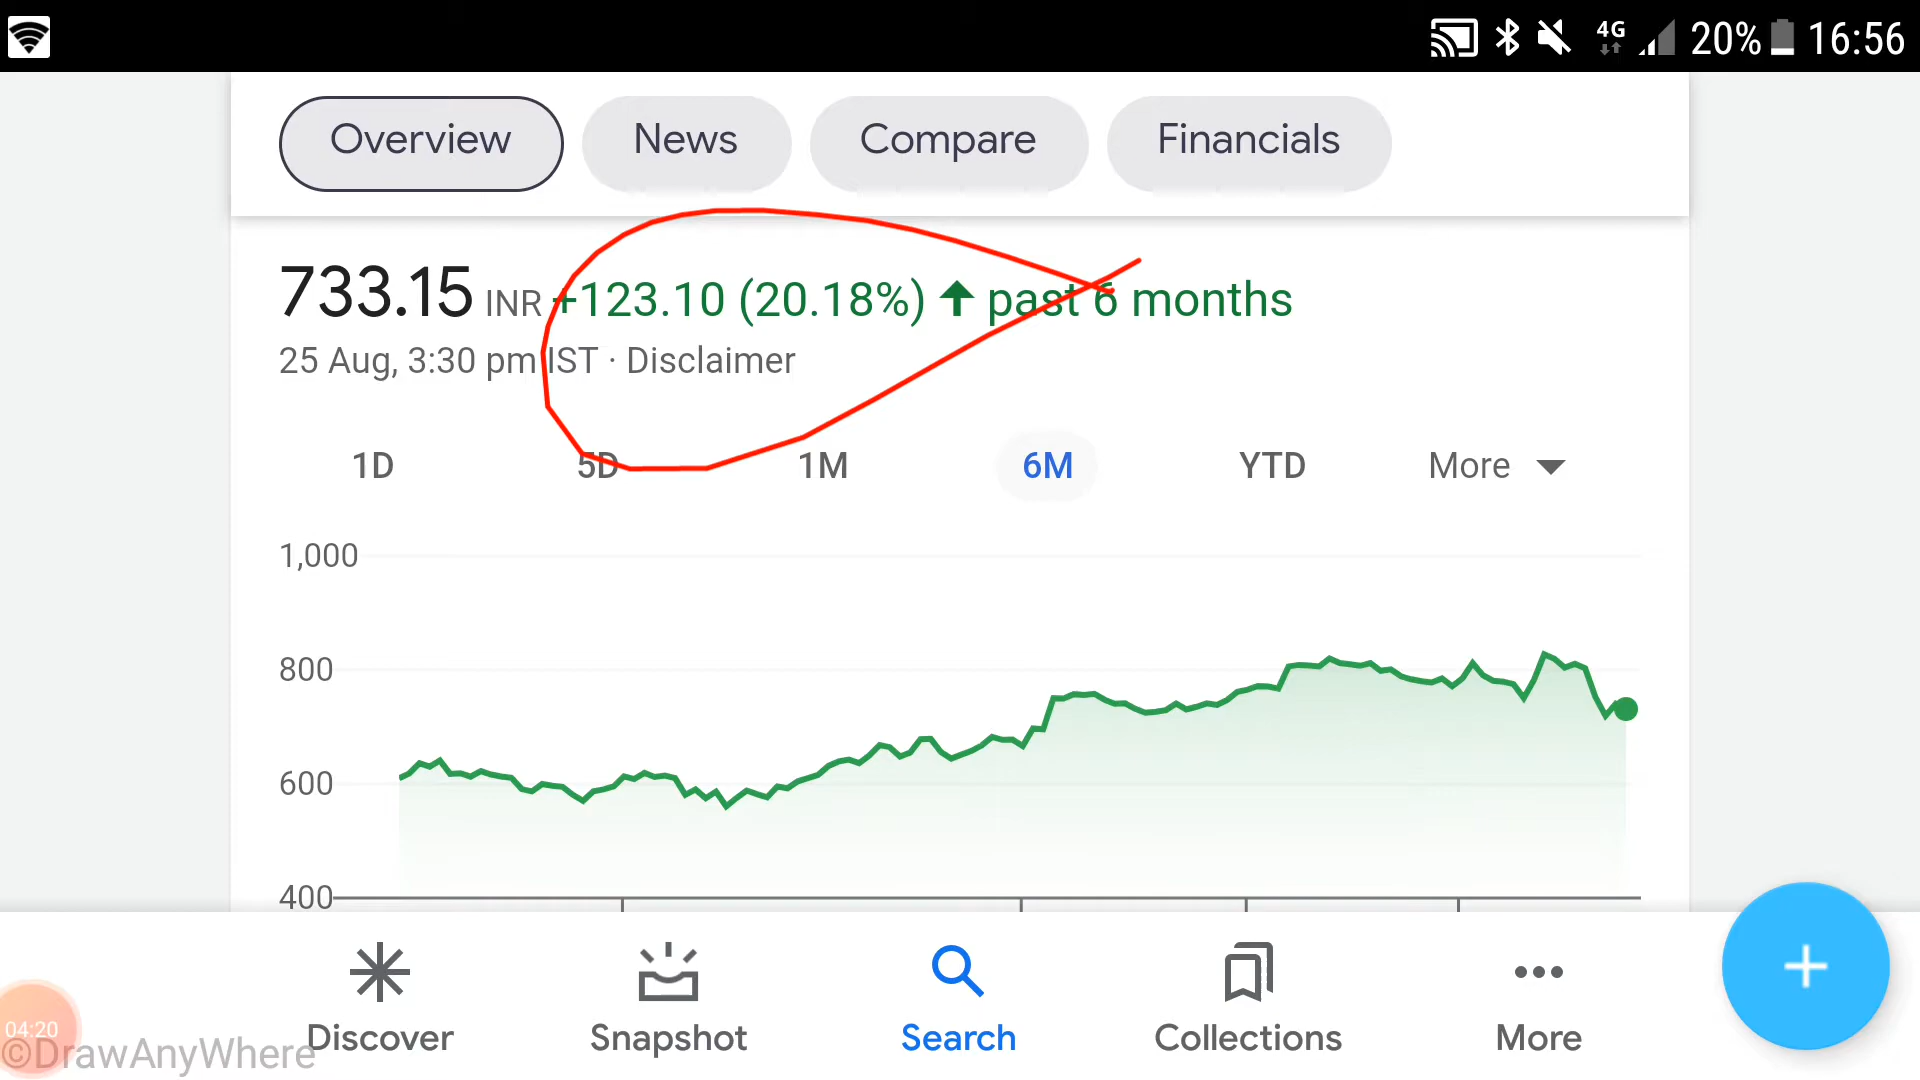 4G 20% 16:56
Overview News Compare Financials
733.15 INR +123.10 (20.18%) ↑ past 6 months
25 Aug, 3:30 pm IST · Disclaimer
1D 5D 1M 6M YTD More
1,000
800
600
400
Discover Snapshot Search Collections More
04:20
©DrawAnyWhere